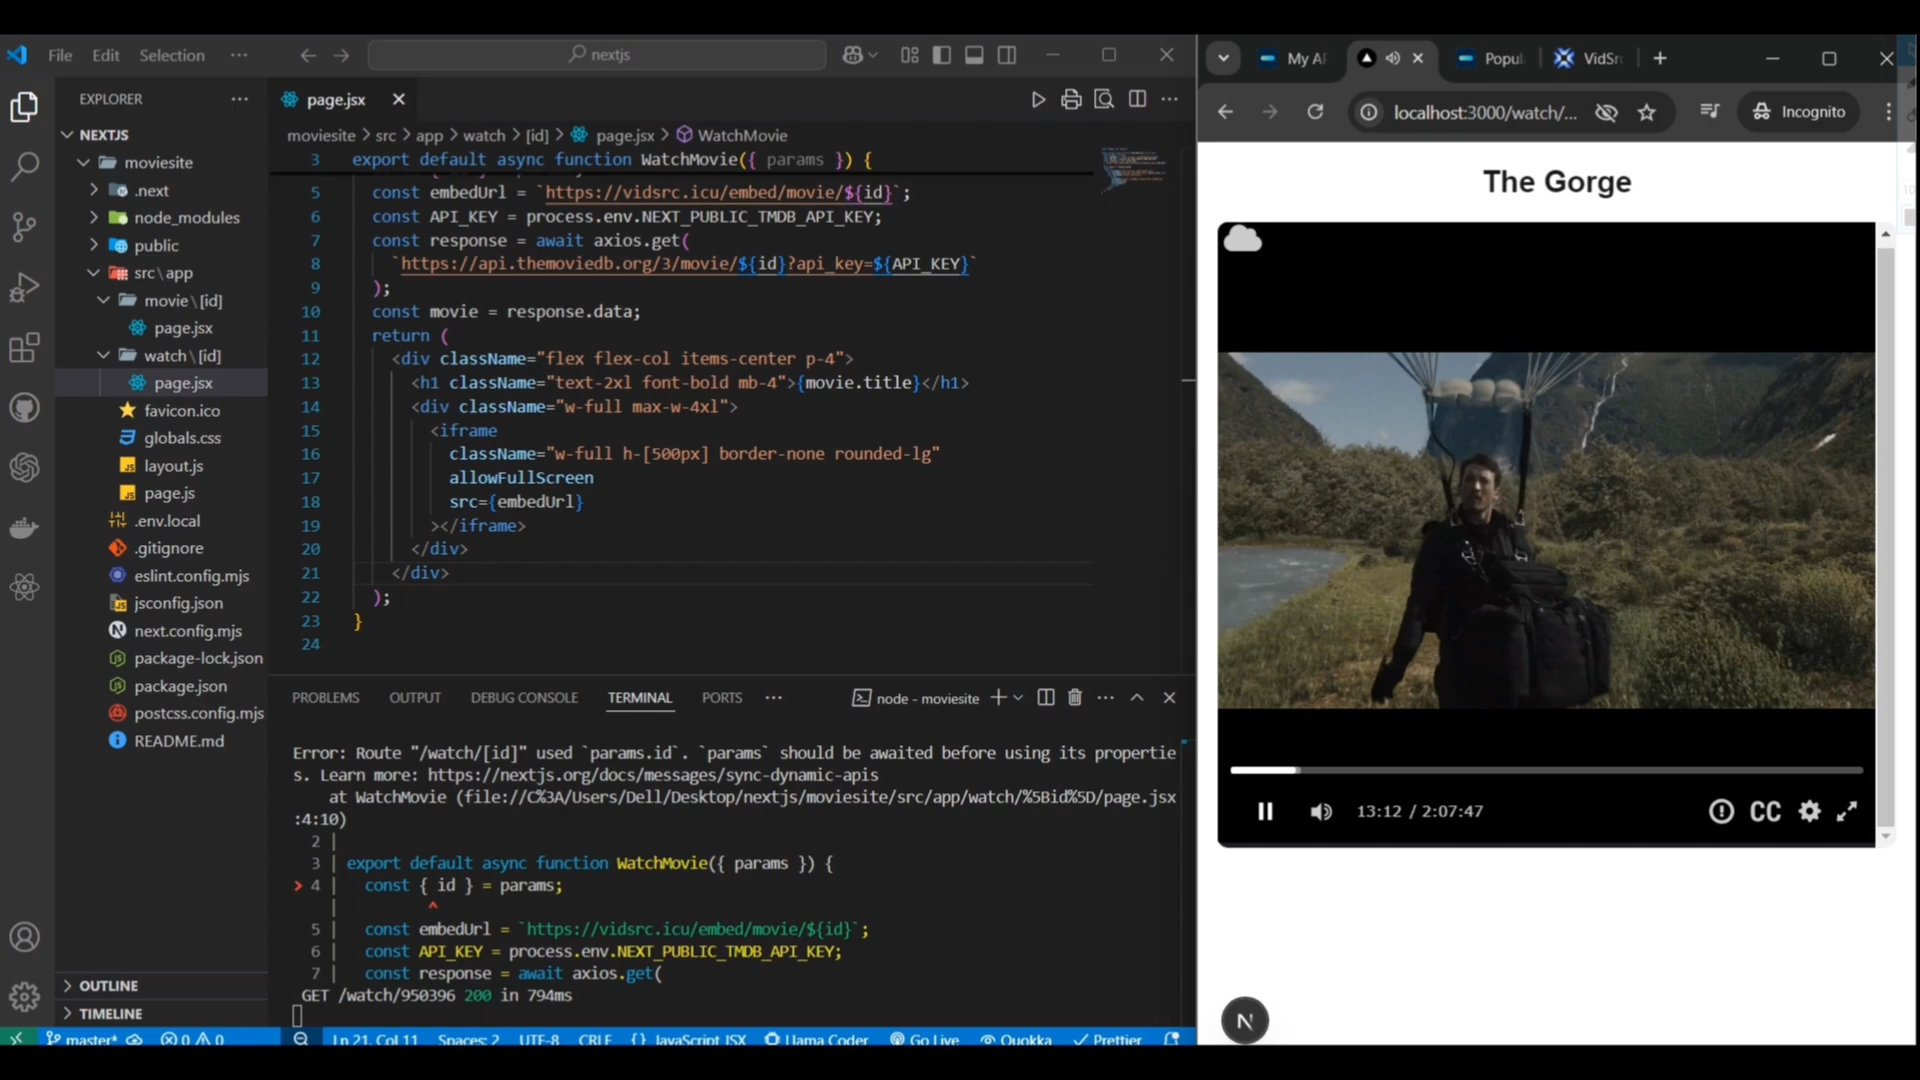 File Edit Selection ···
nextjs
EXPLORER ···
NEXTJS
moviesite
.next
node_modules
public
src\app
movie\[id]
page.jsx
watch\[id]
page.jsx
favicon.ico
globals.css
layout.js
page.js
.env.local
.gitignore
eslint.config.mjs
jsconfig.json
next.config.mjs
package-lock.json
package.json
postcss.config.mjs
README.md
OUTLINE
TIMELINE
page.jsx
moviesite > src > app > watch > [id] > page.jsx > WatchMovie
3 export default async function WatchMovie({ params }) {
5 const embedUrl = `https://vidsrc.icu/embed/movie/${id}`;
6 const API_KEY = process.env.NEXT_PUBLIC_TMDB_API_KEY;
7 const response = await axios.get(
8 `https://api.themoviedb.org/3/movie/${id}?api_key=${API_KEY}`
9 );
10 const movie = response.data;
11 return (
12 <div className="flex flex-col items-center p-4">
13 <h1 className="text-2xl font-bold mb-4">{movie.title}</h1>
14 <div className="w-full max-w-4xl">
15 <iframe
16 className="w-full h-[500px] border-none rounded-lg"
17 allowFullScreen
18 src={embedUrl}
19 ></iframe>
20 </div>
21 </div>
22 );
23 }
24
PROBLEMS OUTPUT DEBUG CONSOLE TERMINAL PORTS ··· node - moviesite
Error: Route "/watch/[id]" used `params.id`. `params` should be awaited before using its propertie
s. Learn more: https://nextjs.org/docs/messages/sync-dynamic-apis
at WatchMovie (file://C%3A/Users/Dell/Desktop/nextjs/moviesite/src/app/watch/%5Bid%5D/page.jsx
:4:10)
2 |
3 | export default async function WatchMovie({ params }) {
> 4 | const { id } = params;
| ^
5 | const embedUrl = `https://vidsrc.icu/embed/movie/${id}`;
6 | const API_KEY = process.env.NEXT_PUBLIC_TMDB_API_KEY;
7 | const response = await axios.get(
GET /watch/950396 200 in 794ms
master* 0 0 Ln 21, Col 11 Spaces: 2 UTF-8 CRLF {} JavaScript JSX Llama Coder Go Live Quokka Prettier
My AP Popul VidSr
localhost:3000/watch/... Incognito
The Gorge
13:12 / 2:07:47 CC
N